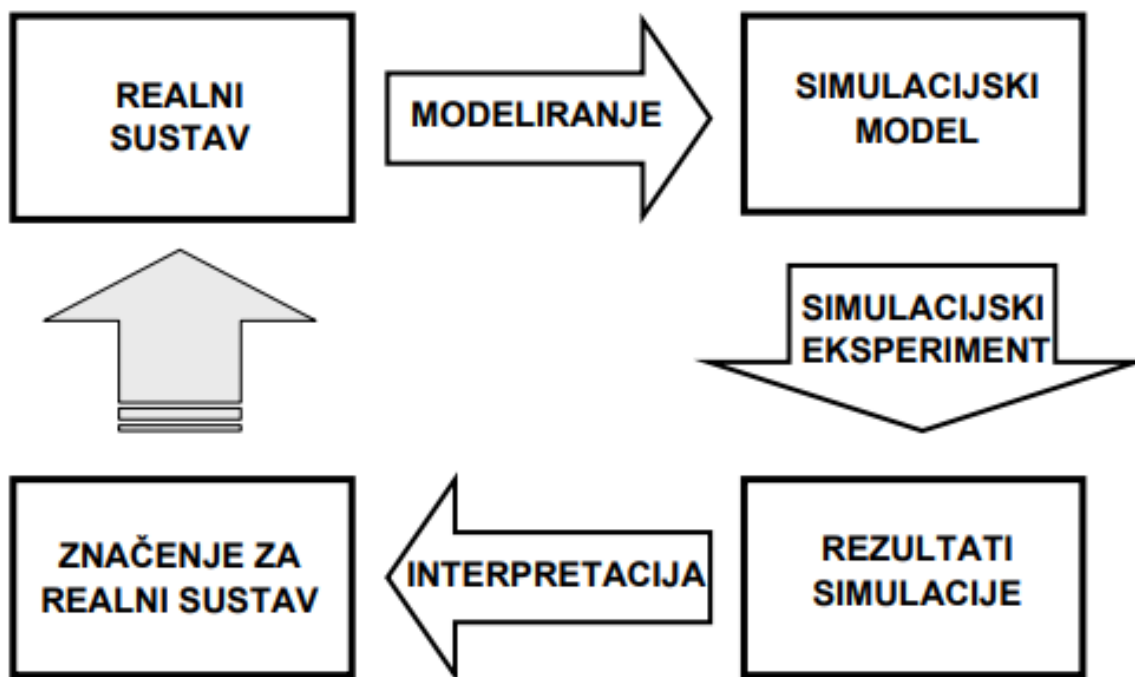 REALNI
SUSTAV
MODELIRANJE
SIMULACIJSKI
MODEL
SIMULACIJSKI
EKSPERIMENT
ZNAČENJE ZA
REALNI SUSTAV
INTERPRETACIJA
REZULTATI
SIMULACIJE